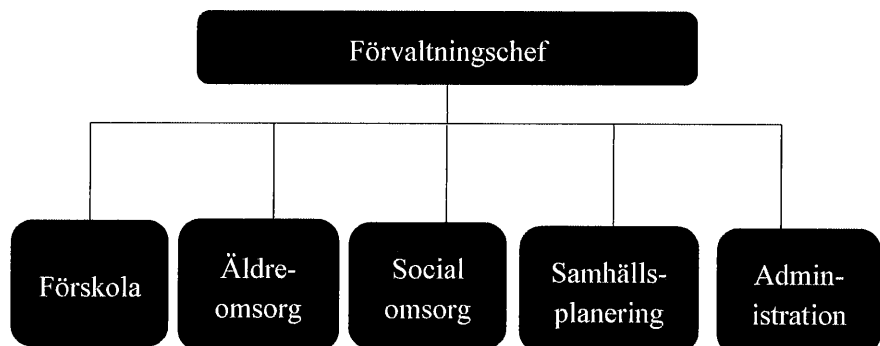 Förvaltningschef
Förskola
Äldre-
omsorg
Social
omsorg
Samhälls-
planering
Admin-
istration